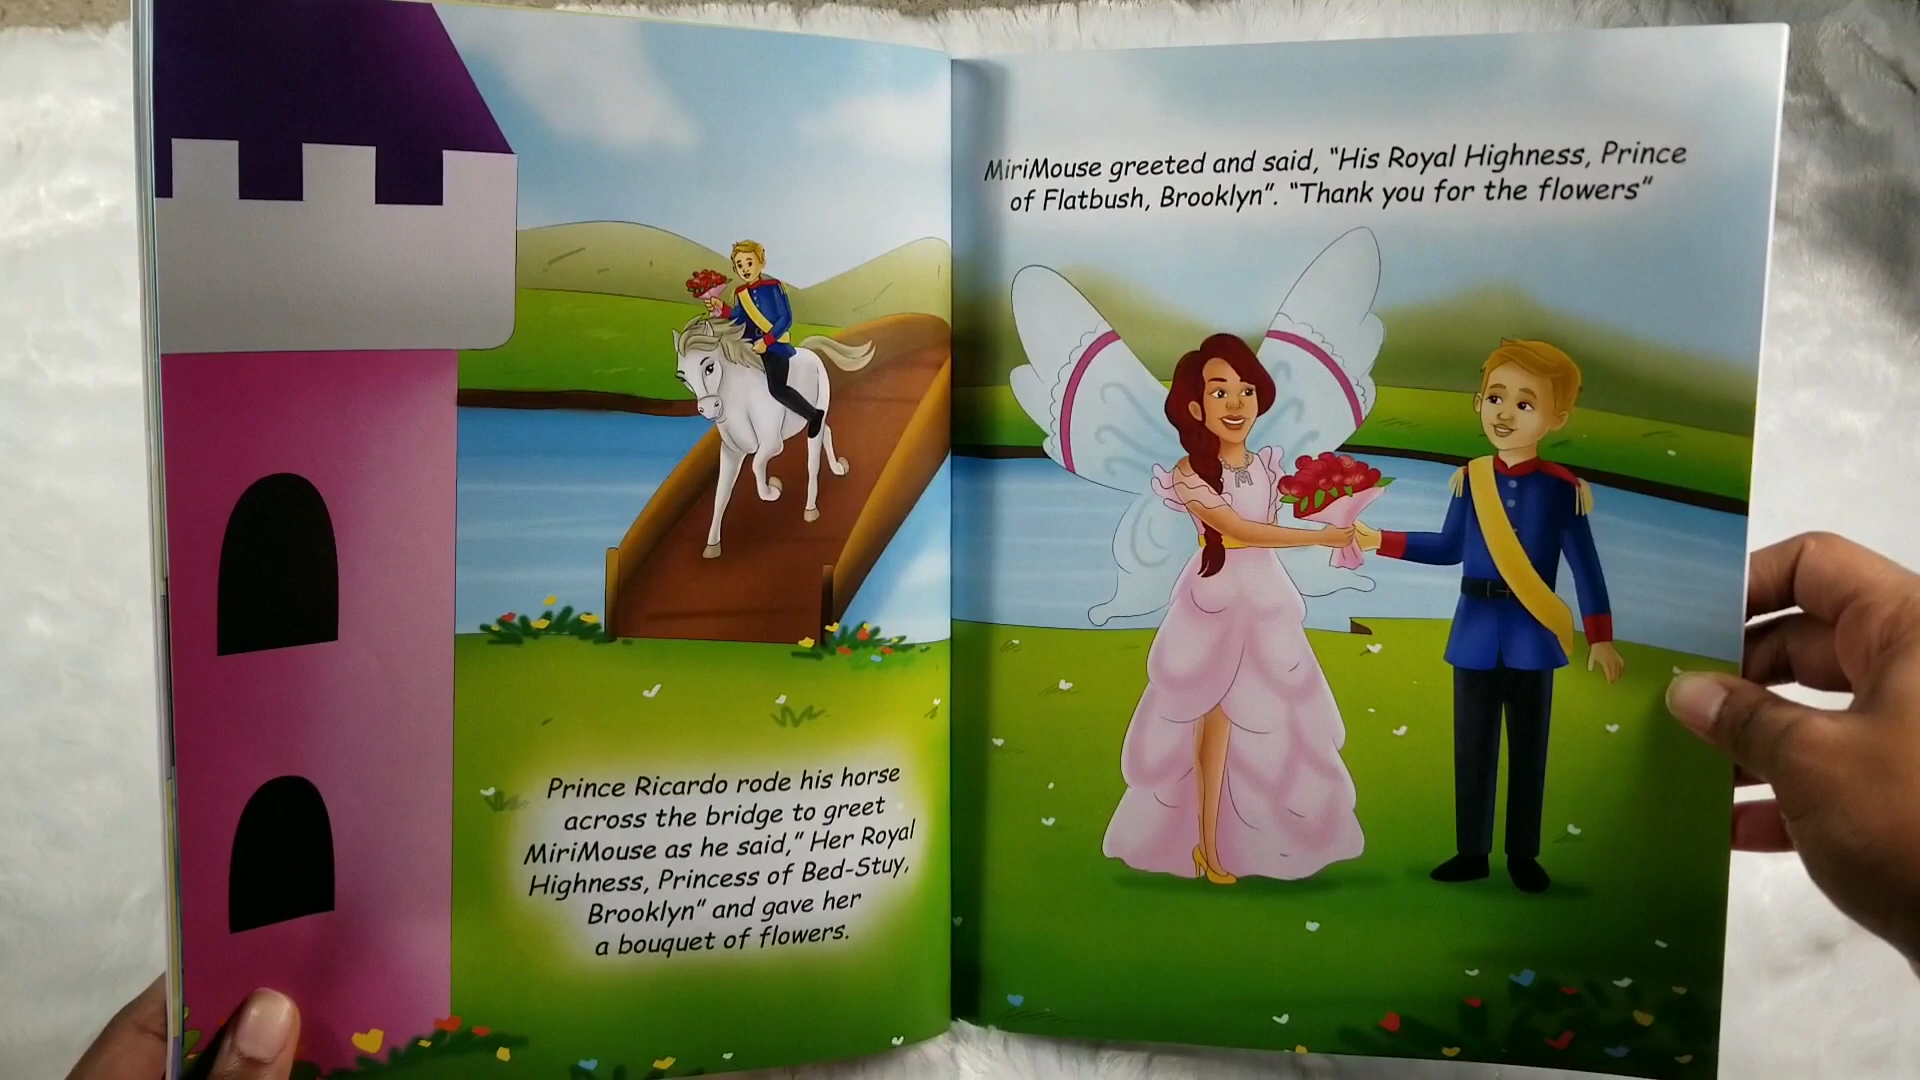 Prince Ricardo rode his horse
across the bridge to greet
MiriMouse as he said,” Her Royal
Highness, Princess of Bed-Stuy,
Brooklyn” and gave her
a bouquet of flowers.
MiriMouse greeted and said, “His Royal Highness, Prince
of Flatbush, Brooklyn”. “Thank you for the flowers”
M